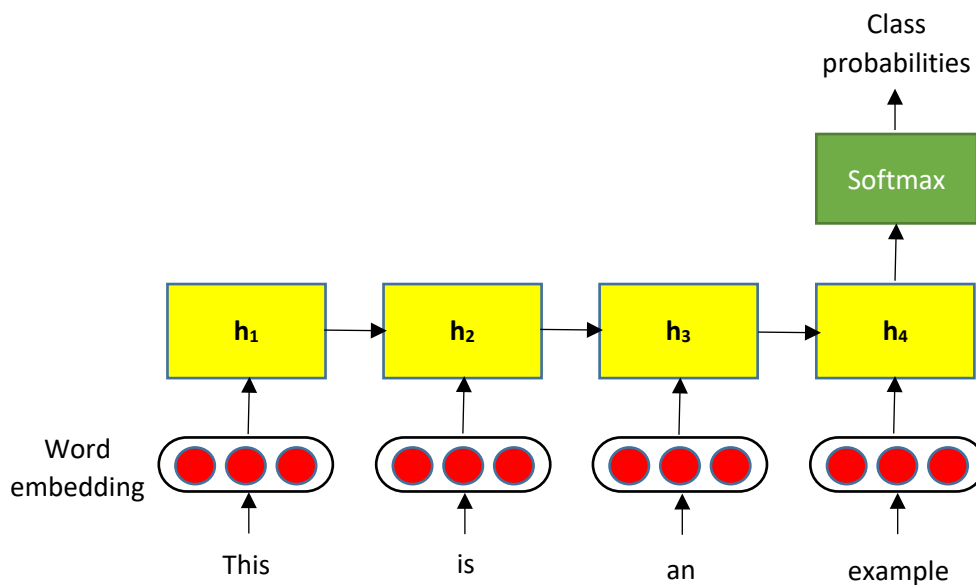 Class
probabilities
Softmax
h₁ h₂ h₃ h₄
Word
embedding
This is an example